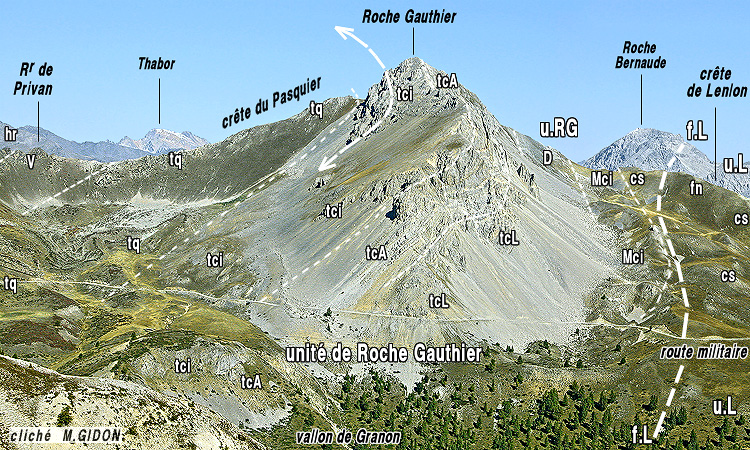 Roche Gauthier
Roche
Bernaude
Thabor
Rʳ de
Privan
crête
de Lenlon
crête du Pasquier
hr
V
tq
tq
tci
tcA
u.RG
D
Mci
cs
f.L
fn
u.L
cs
tci
tcL
tq
tci
tcA
Mci
cs
tq
tcL
unité de Roche Gauthier
route militaire
tci
tcA
u.L
cliché M.GIDON
vallon de Granon
f.L